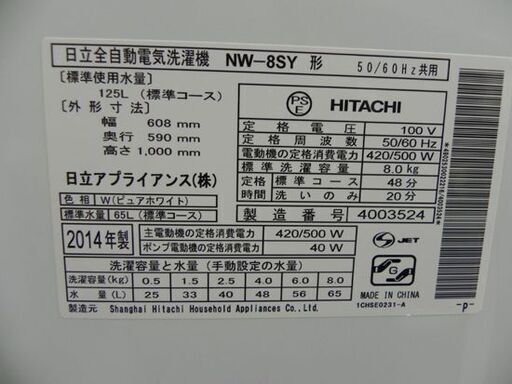 日立全自動電気洗濯機 NW-8SY 形 50/60Hz共用
[標準使用水量]
125L (標準コース)
[外形寸法]
幅 608 mm
奥行 590 mm
高さ 1,000 mm
日立アプライアンス(株)
色相 W(ピュアホワイト)
標準水量 65L (標準コース)
PS E HITACHI
定格電圧 100 V
定格周波数 50/60 Hz
電動機の定格消費電力 420/500 W
標準洗濯容量 8.0 kg
定格時間 標準コース 48分
洗いのみ 20分
製造番号 4003524
2014年製
主電動機の定格消費電力 420/500 W
ポンプ電動機の定格消費電力 40 W
JET
洗濯容量と水量 (手動設定の水量)
洗濯容量(kg) 0.5 1.5 2.5 4.0 6.0 8.0
水量(L) 25 33 40 48 56 65
MADE IN CHINA
1CHSE0231-A
製造元 Shanghai Hitachi Household Appliances Co.,Ltd.
-P-